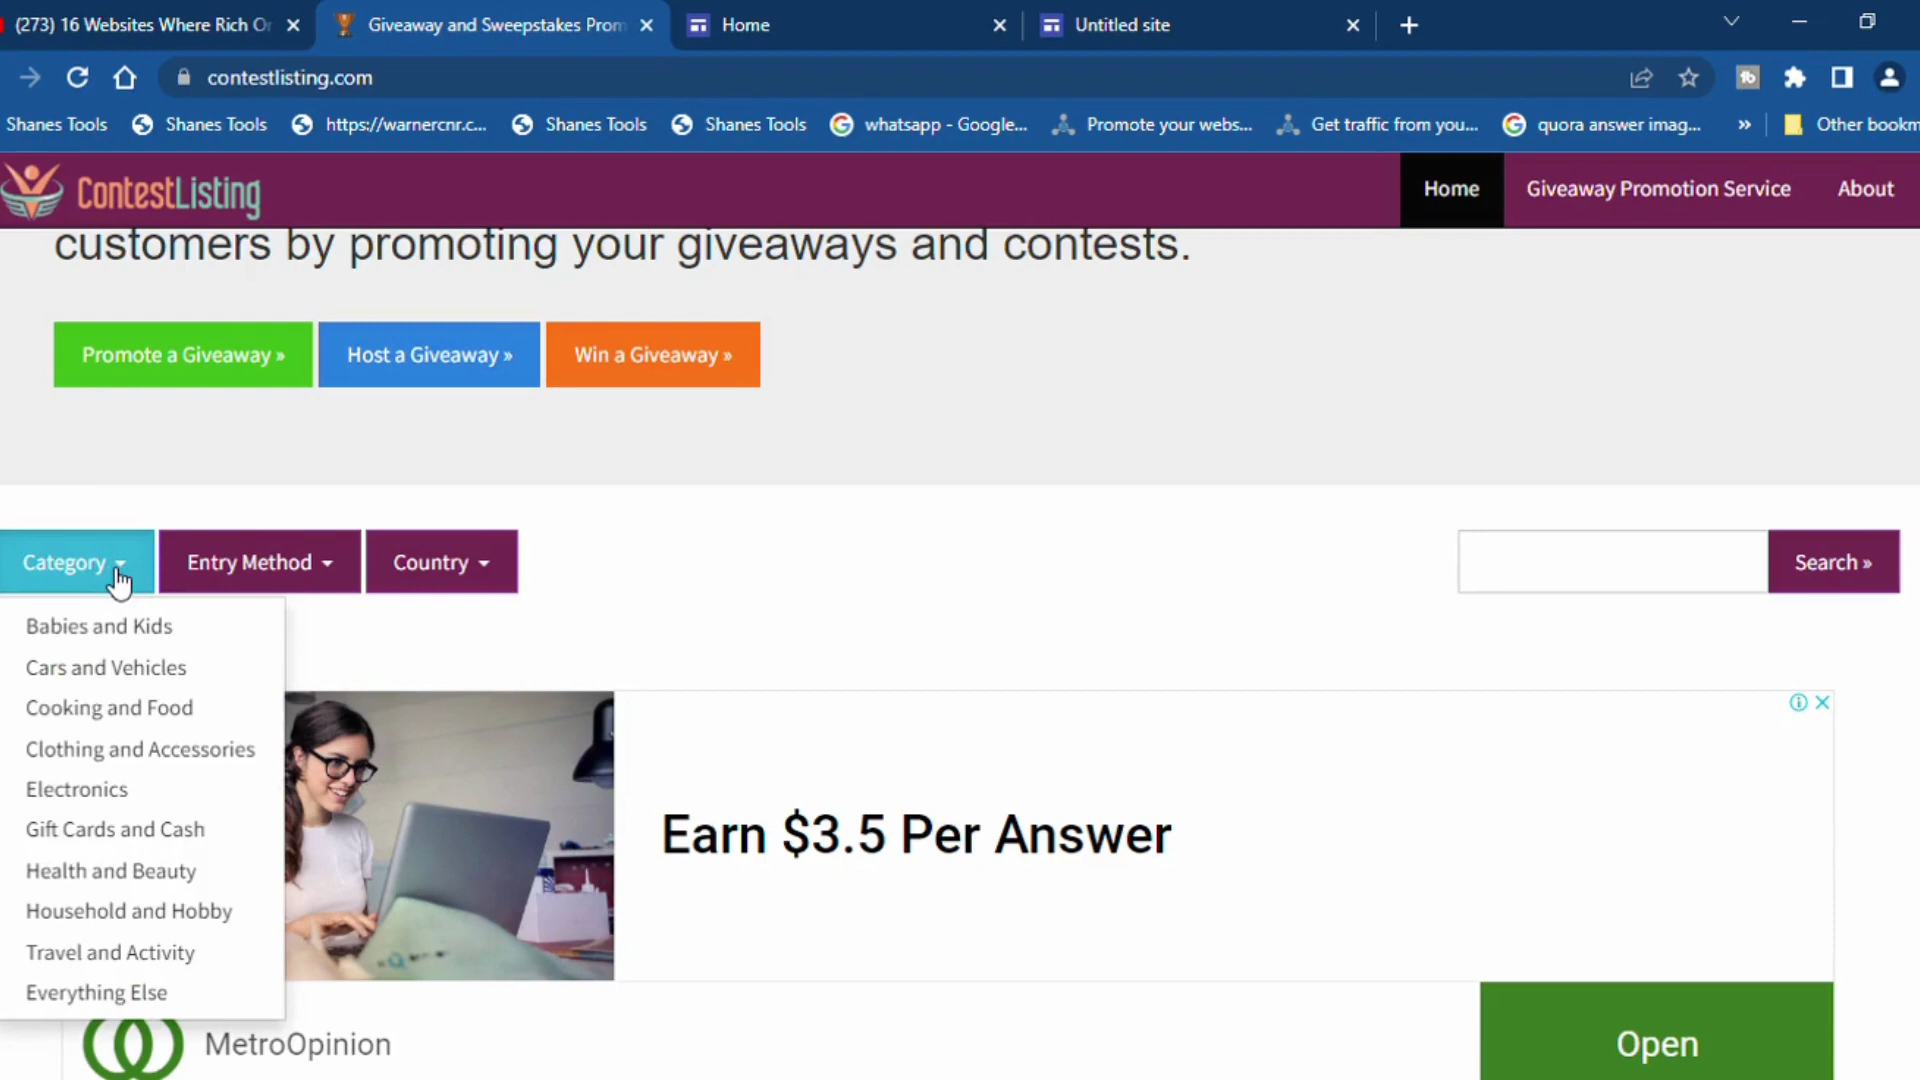 (273) 16 Websites Where Rich Or
Giveaway and Sweepstakes Prom
Home
Untitled site
contestlisting.com
Shanes Tools
Shanes Tools
https://warnercnr.c...
Shanes Tools
Shanes Tools
whatsapp - Google...
Promote your webs...
Get traffic from you...
quora answer imag...
»
Other bookm
ContestListing
Home
Giveaway Promotion Service
About
customers by promoting your giveaways and contests.
Promote a Giveaway »
Host a Giveaway »
Win a Giveaway »
Category
Entry Method
Country
Search »
Babies and Kids
Cars and Vehicles
Cooking and Food
Clothing and Accessories
Electronics
Gift Cards and Cash
Health and Beauty
Household and Hobby
Travel and Activity
Everything Else
Earn $3.5 Per Answer
MetroOpinion
Open